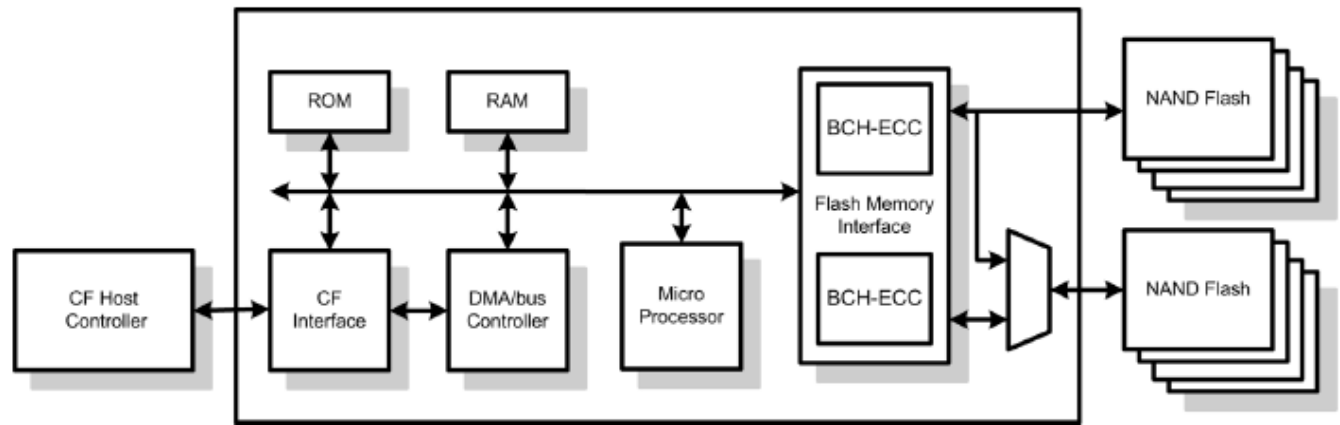 ROM
RAM
BCH-ECC
NAND Flash
Flash Memory
Interface
CF Host
Controller
CF
Interface
DMA/bus
Controller
Micro
Processor
BCH-ECC
NAND Flash